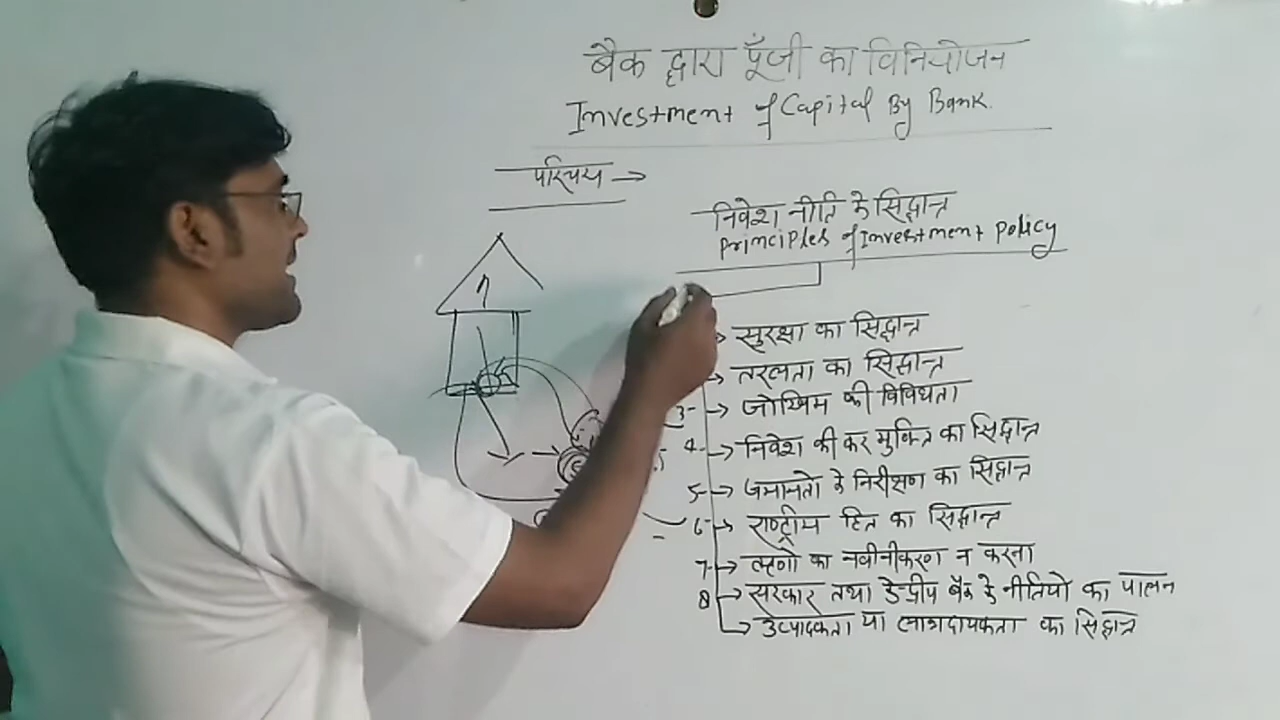 बैंक द्वारा पूँजी का विनियोजन
Investment of Capital By Bank.
परिचय →
निवेश नीति के सिद्धान्त
Principles of Investment policy
→ सुरक्षा का सिद्धान्त
→ तरलता का सिद्धान्त
3- → जोखिम की विविधता
4- → निवेश की कर मुक्ति का सिद्धान्त
5- → जमानतो के निरीक्षण का सिद्धान्त
6- → राष्ट्रीय हित का सिद्धान्त
7- → का नवीनीकरण न करना
8 → सरकार तथा केन्द्रीय बैंक के नीतियो का पालन
→ उत्पादकता या लाभदायकता का सिद्धान्त